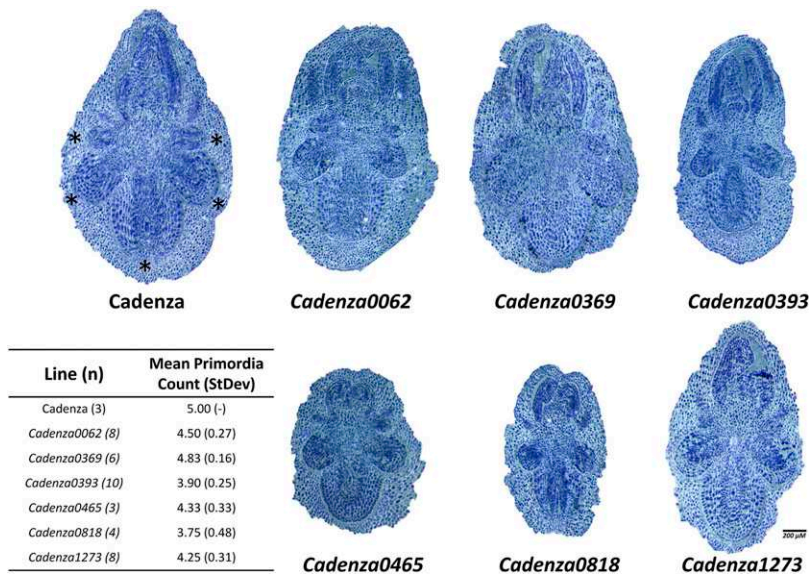 * *
* *
*
Cadenza Cadenza0062 Cadenza0369 Cadenza0393
Line (n) Mean Primordia Count (StDev)
Cadenza (3) 5.00 (-)
Cadenza0062 (8) 4.50 (0.27)
Cadenza0369 (6) 4.83 (0.16)
Cadenza0393 (10) 3.90 (0.25)
Cadenza0465 (3) 4.33 (0.33)
Cadenza0818 (4) 3.75 (0.48)
Cadenza1273 (8) 4.25 (0.31)
200 µM
Cadenza0465 Cadenza0818 Cadenza1273